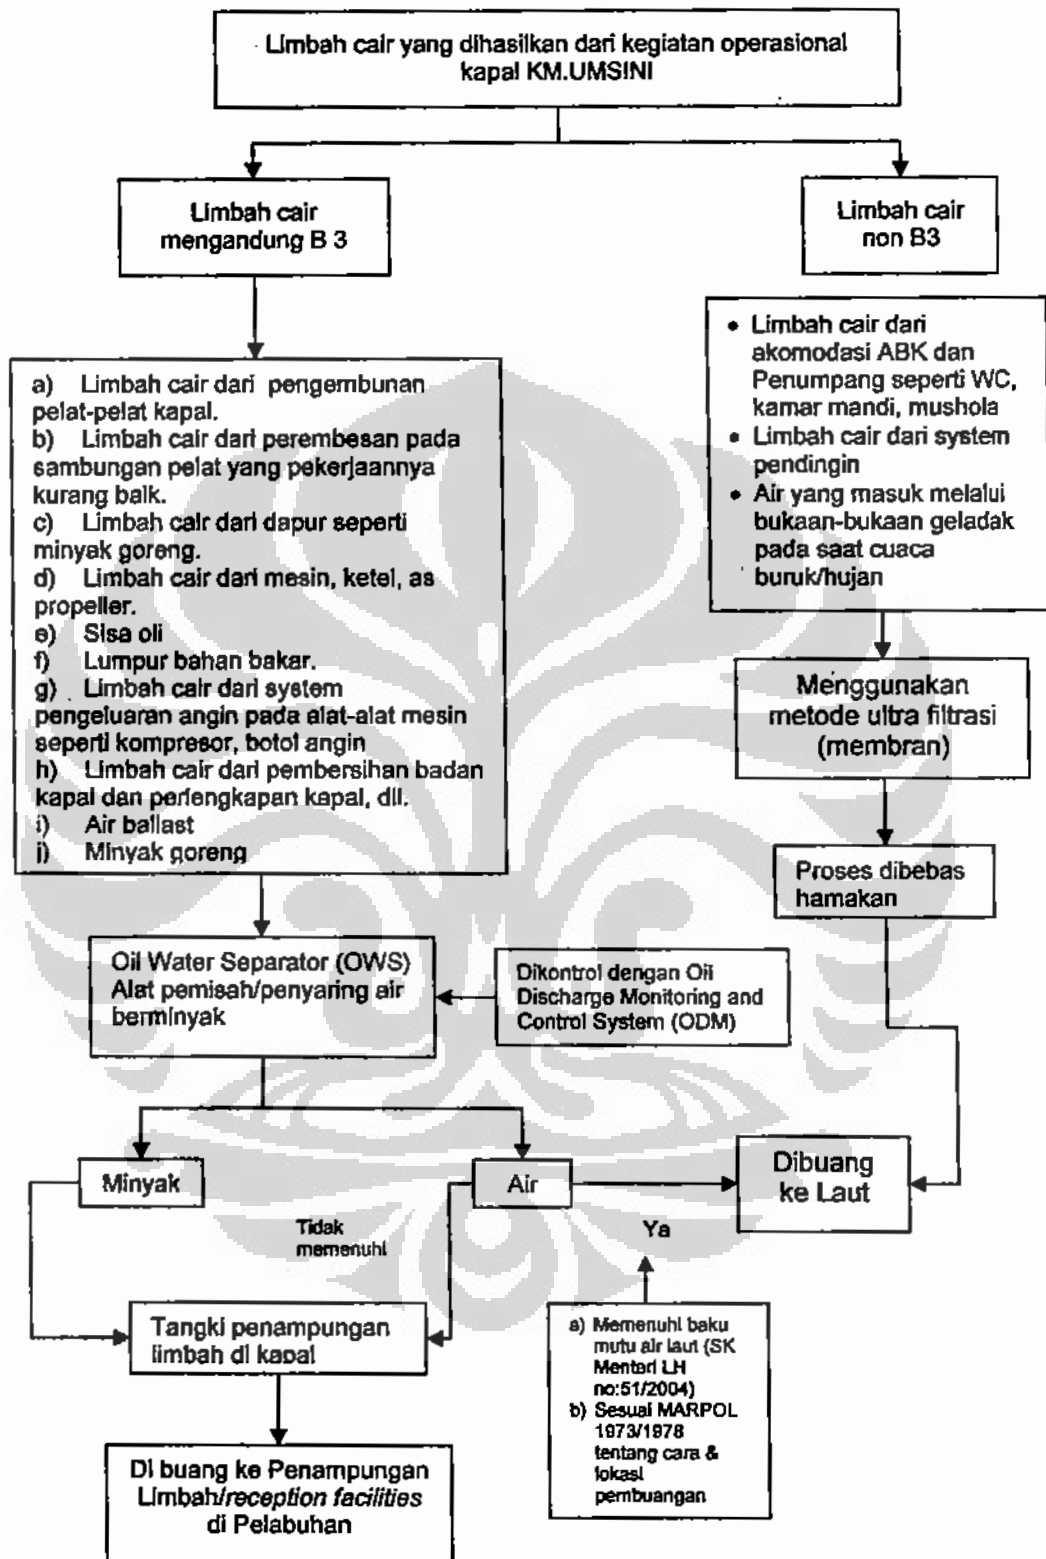 Limbah cair yang dihasilkan dari kegiatan operasional
kapal KM.UMSINI
Limbah cair
mengandung B 3
Limbah cair
non B3
a) Limbah cair dari pengembunan
pelat-pelat kapal.
b) Limbah cair dari perembesan pada
sambungan pelat yang pekerjaannya
kurang baik.
c) Limbah cair dari dapur seperti
minyak goreng.
d) Limbah cair dari mesin, ketel, as
propeller.
e) Sisa oli
f) Lumpur bahan bakar.
g) Limbah cair dari system
pengeluaran angin pada alat-alat mesin
seperti kompresor, botol angin
h) Limbah cair dari pembersihan badan
kapal dan perlengkapan kapal, dll.
i) Air ballast
j) Minyak goreng
• Limbah cair dari
akomodasi ABK dan
Penumpang seperti WC,
kamar mandi, mushola
• Limbah cair dari system
pendingin
• Air yang masuk melalui
bukaan-bukaan geladak
pada saat cuaca
buruk/hujan
Menggunakan
metode ultra filtrasi
(membran)
Proses dibebas
hamakan
Oil Water Separator (OWS)
Alat pemisah/penyaring air
berminyak
Dikontrol dengan Oil
Discharge Monitoring and
Control System (ODM)
Minyak
Air
Dibuang
ke Laut
Tidak
memenuhi
Ya
Tangki penampungan
limbah di kapal
a) Memenuhi baku
mutu air laut (SK
Menteri LH
no:51/2004)
b) Sesuai MARPOL
1973/1978
tentang cara &
lokasi
pembuangan
Di buang ke Penampungan
Limbah/reception facilities
di Pelabuhan